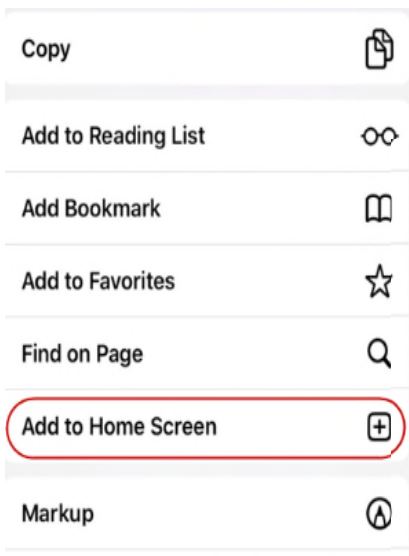 Copy
Add to Reading List
Add Bookmark
Add to Favorites
Find on Page
Add to Home Screen
Markup